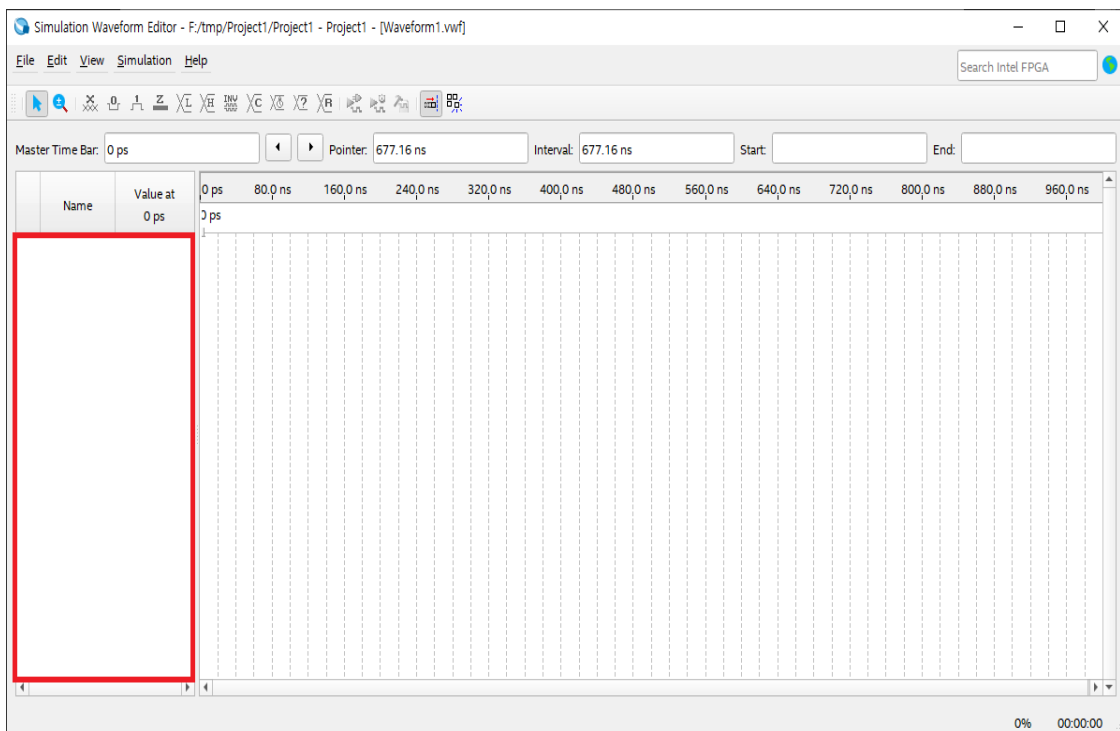 Simulation Waveform Editor - F:/tmp/Project1/Project1 - Project1 - [Waveform1.vwf]
File Edit View Simulation Help
Search Intel FPGA
X XXX 0 1 Z L H INV C ? R
Master Time Bar: 0 ps Pointer: 677.16 ns Interval: 677.16 ns Start: End:
Name
Value at
0 ps
0 ps 80.0 ns 160.0 ns 240.0 ns 320.0 ns 400.0 ns 480.0 ns 560.0 ns 640.0 ns 720.0 ns 800.0 ns 880.0 ns 960.0 ns
0 ps
0% 00:00:00